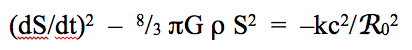 (dS/dt)² – ⁸/₃ πG ρ S² = –kc²/ℛ₀²